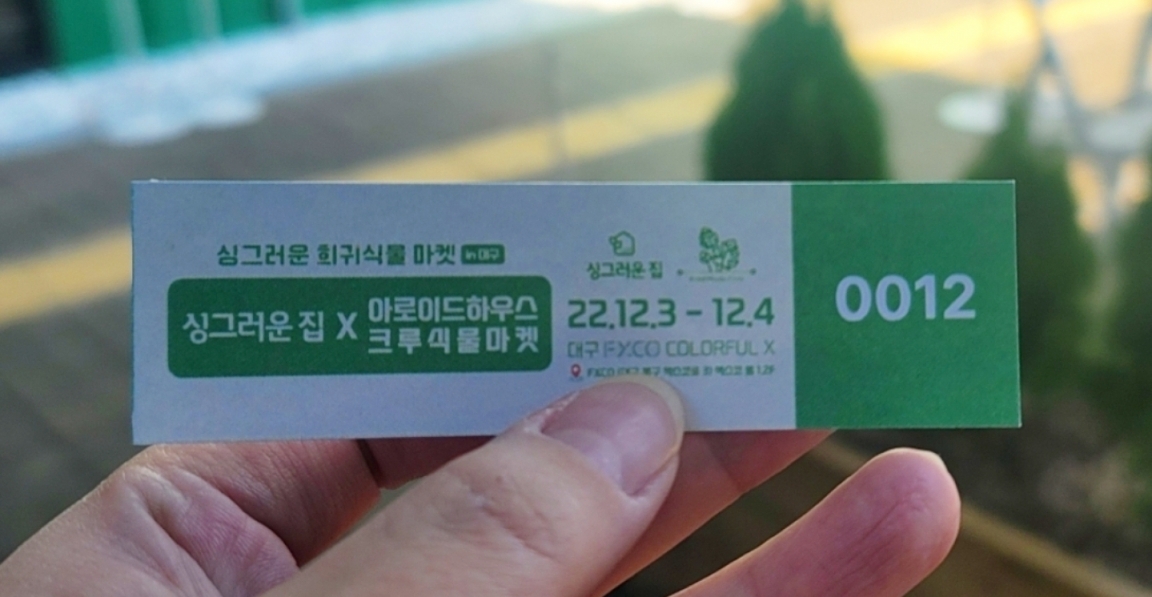 싱그러운 희귀식물 마켓 in 대구
싱그러운 집 X 아로이드하우스
크루식물마켓
싱그러운 집
22.12.3 - 12.4
대구 EXCO COLORFUL X
0012